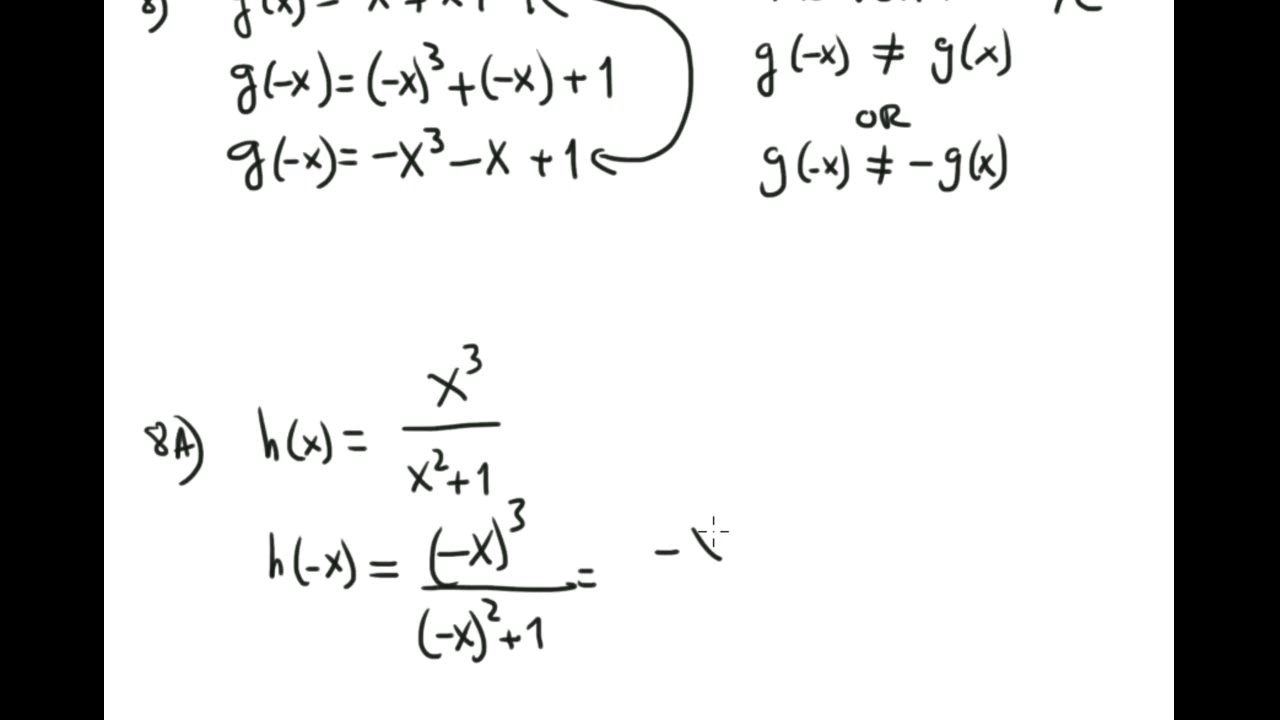 g(-x) = (-x)³ + (-x) + 1
g(-x) = -x³ - x + 1
g(-x) ≠ g(x)
OR
g(-x) ≠ -g(x)
8A) h(x) = x³ / x² + 1
h(-x) = (-x)³ / (-x)² + 1 = -